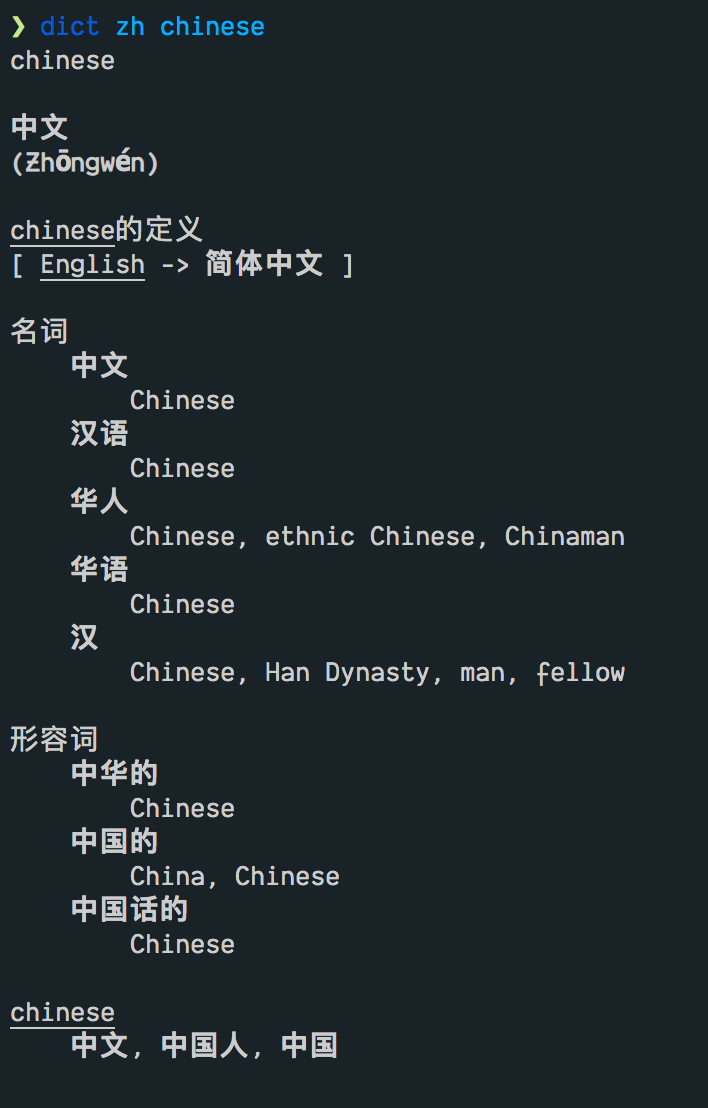 ❯ dict zh chinese
chinese
中文
(Zhōngwén)
chinese的定义
[ English -> 简体中文 ]
名词
中文
Chinese
汉语
Chinese
华人
Chinese, ethnic Chinese, Chinaman
华语
Chinese
汉
Chinese, Han Dynasty, man, fellow
形容词
中华的
Chinese
中国的
China, Chinese
中国话的
Chinese
chinese
中文, 中国人, 中国